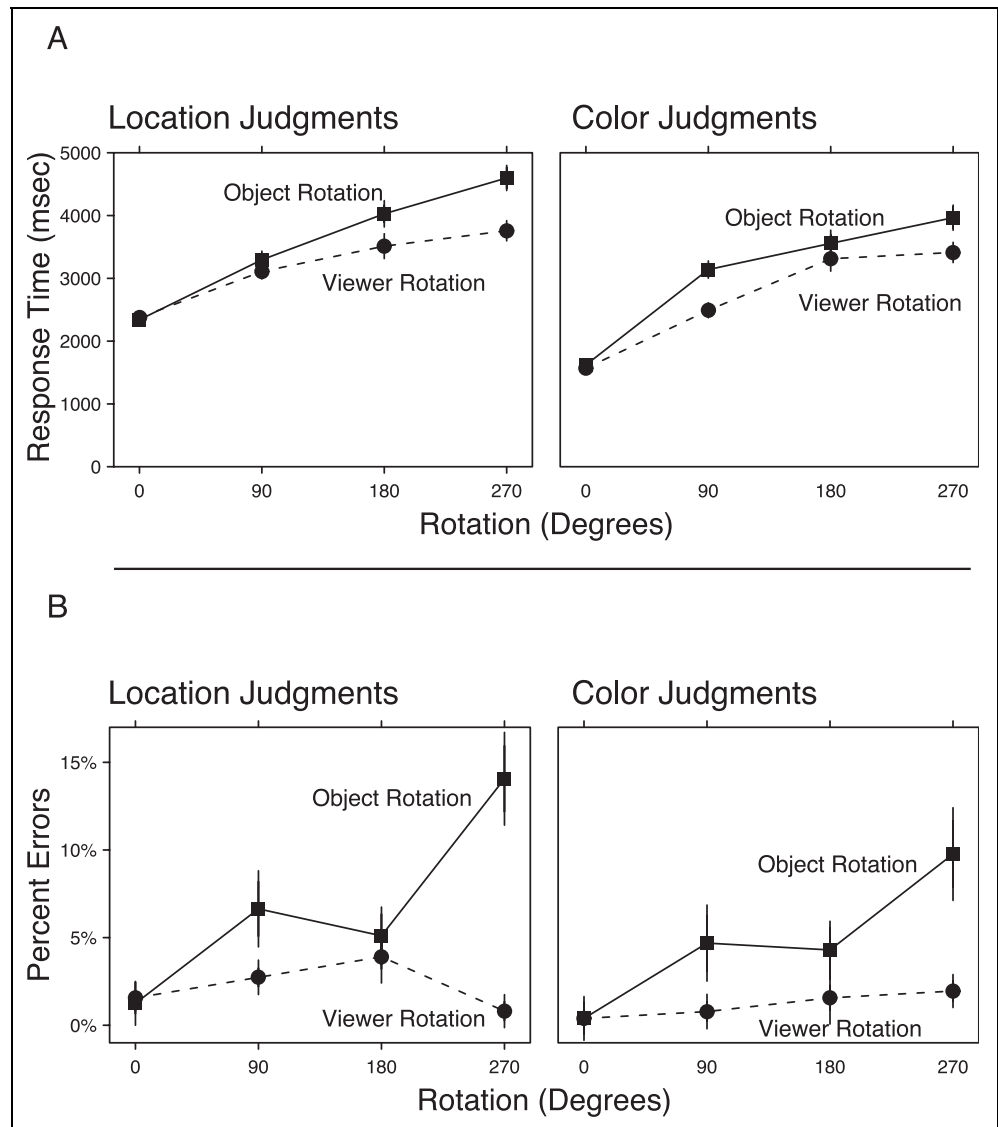 A
Location Judgments
Color Judgments
Response Time (msec)
5000
4000
3000
2000
1000
0
Object Rotation
Viewer Rotation
Object Rotation
Viewer Rotation
0 90 180 270
0 90 180 270
Rotation (Degrees)
B
Location Judgments
Color Judgments
Percent Errors
15%
10%
5%
0%
Object Rotation
Viewer Rotation
Object Rotation
Viewer Rotation
0 90 180 270
0 90 180 270
Rotation (Degrees)